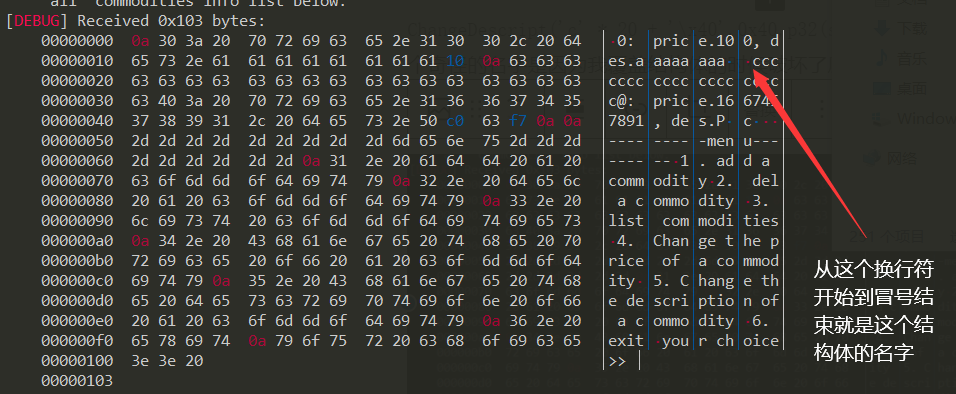 all  commodities info list below.
[DEBUG] Received 0x103 bytes:
00000000  0a 30 3a 20  70 72 69 63  65 2e 31 30  30 2c 20 64  │·0: │pric│e.10│0, d│
00000010  65 73 2e 61  61 61 61 61  61 61 61 10  0a 63 63 63  │es.a│aaaa│aaa·│·ccc│
00000020  63 63 63 63  63 63 63 63  63 63 63 63  63 63 63 63  │cccc│cccc│cccc│cccc│
00000030  63 40 3a 20  70 72 69 63  65 2e 31 36  36 37 34 35  │c@: │pric│e.16│6745│
00000040  37 38 39 31  2c 20 64 65  73 2e 50 c0  63 f7 0a 0a  │7891│, de│s.P·│c···│
00000050  2d 2d 2d 2d  2d 2d 2d 2d  2d 6d 65 6e  75 2d 2d 2d  │----│----│-men│u---│
00000060  2d 2d 2d 2d  2d 2d 0a 31  2e 20 61 64  64 20 61 20  │----│--·1│. ad│d a │
00000070  63 6f 6d 6d  6f 64 69 74  79 0a 32 2e  20 64 65 6c  │comm│odit│y·2.│ del│
00000080  20 61 20 63  6f 6d 6d 6f  64 69 74 79  0a 33 2e 20  │ a c│ommo│dity│·3. │
00000090  6c 69 73 74  20 63 6f 6d  6d 6f 64 69  74 69 65 73  │list│ com│modi│ties│
000000a0  0a 34 2e 20  43 68 61 6e  67 65 20 74  68 65 20 70  │·4. │Chan│ge t│he p│
000000b0  72 69 63 65  20 6f 66 20  61 20 63 6f  6d 6d 6f 64  │rice│ of │a co│mmod│
000000c0  69 74 79 0a  35 2e 20 43  68 61 6e 67  65 20 74 68  │ity·│5. C│hang│e th│
000000d0  65 20 64 65  73 63 72 69  70 74 69 6f  6e 20 6f 66  │e de│scri│ptio│n of│
000000e0  20 61 20 63  6f 6d 6d 6f  64 69 74 79  0a 36 2e 20  │ a c│ommo│dity│·6. │
000000f0  65 78 69 74  0a 79 6f 75  72 20 63 68  6f 69 63 65  │exit│·you│r ch│oice│
00000100  3e 3e 20  │>> │
00000103
从这个换行符
开始到冒号结
束就是这个结
构体的名字
下载
音乐
桌面
Window
网络
个项目